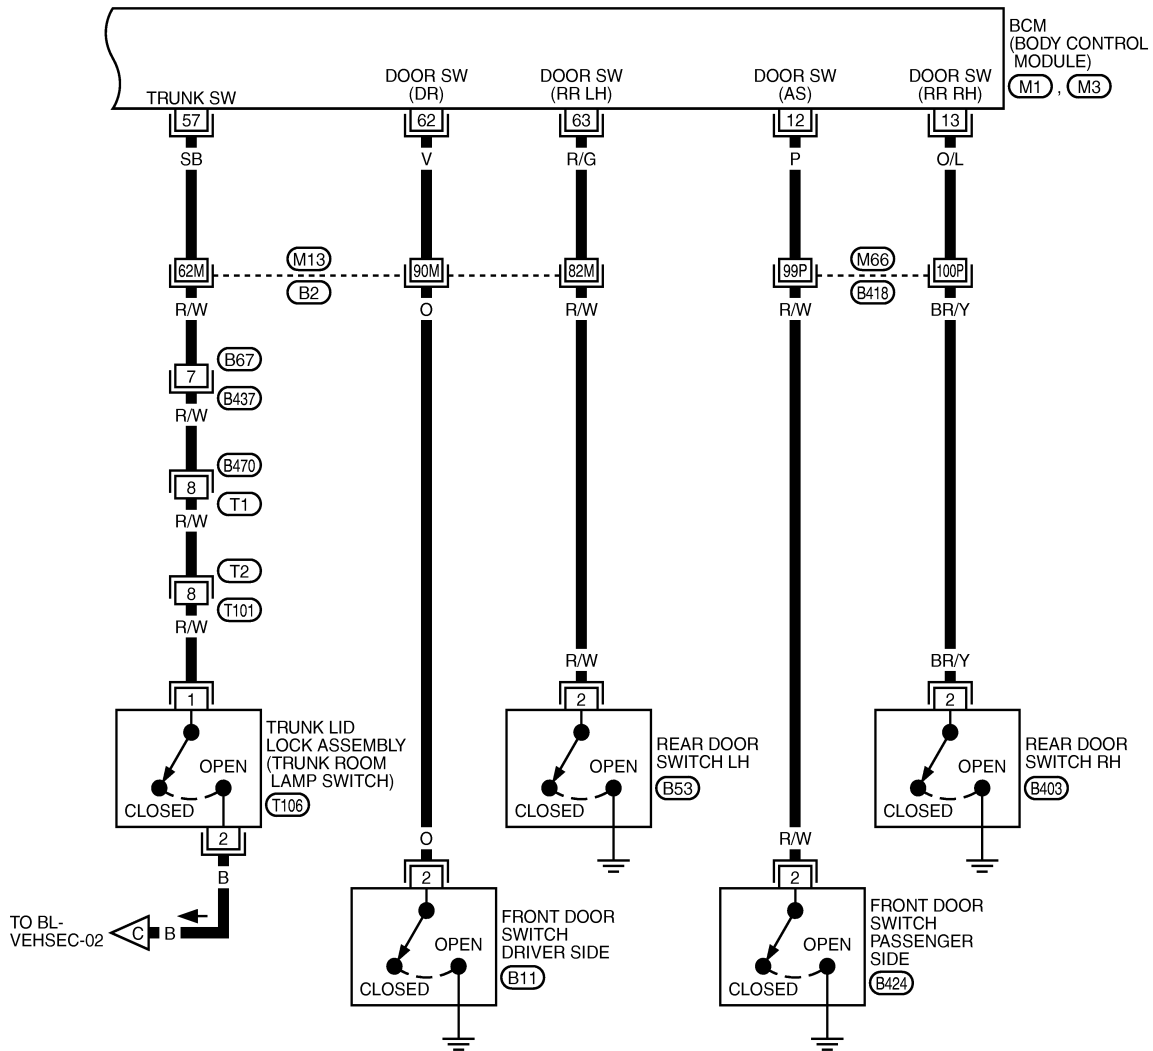 BCM
(BODY CONTROL
MODULE)
M1 , M3
TRUNK SW
DOOR SW
(DR)
DOOR SW
(RR LH)
DOOR SW
(AS)
DOOR SW
(RR RH)
57
62
63
12
13
SB
V
R/G
P
O/L
62M
M13
B2
90M
82M
99P
M66
B418
100P
R/W
O
R/W
R/W
BR/Y
7
B67
B437
R/W
8
B470
T1
R/W
8
T2
T101
R/W
R/W
BR/Y
1
2
2
TRUNK LID
LOCK ASSEMBLY
(TRUNK ROOM
LAMP SWITCH)
T106
OPEN
CLOSED
REAR DOOR
SWITCH LH
B53
OPEN
CLOSED
REAR DOOR
SWITCH RH
B403
OPEN
CLOSED
2
B
O
R/W
2
2
TO BL-
VEHSEC-02
C
B
FRONT DOOR
SWITCH
DRIVER SIDE
B11
OPEN
CLOSED
FRONT DOOR
SWITCH
PASSENGER
SIDE
B424
OPEN
CLOSED